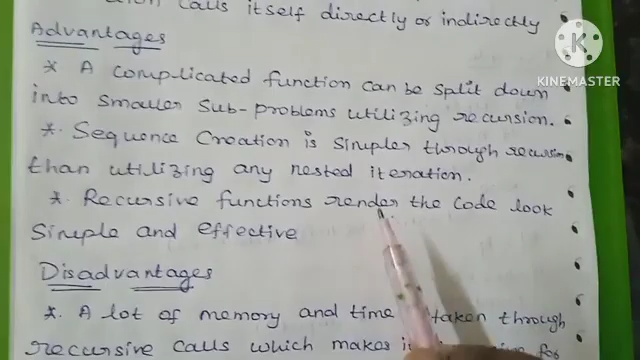 calls itself directly or indirectly
Advantages
* A complicated function can be split down
into smaller sub-problems utilizing recursion.
*. Sequence Creation is simpler through recursion
than utilizing any nested iteration.
*. Recursive functions render the code look
simple and effective
Disadvantages
*. A lot of memory and time taken through
recursive calls which makes it for
K
KINEMASTER